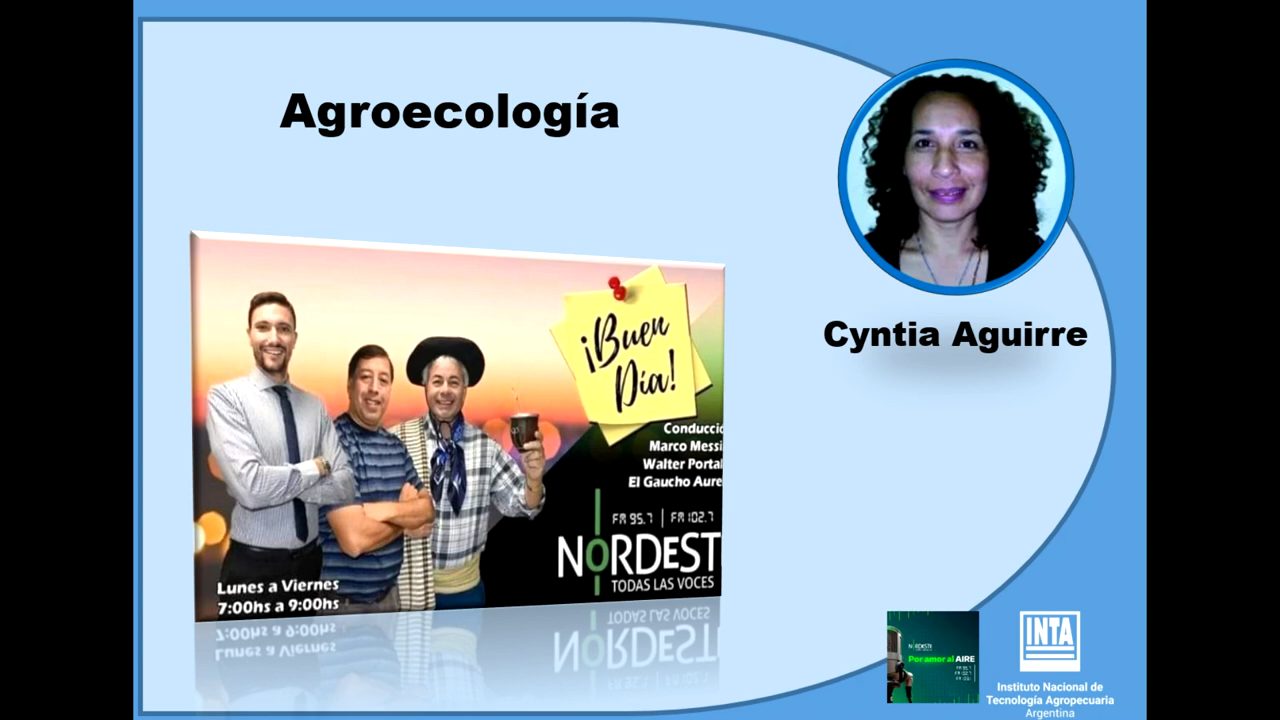 Agroecología
Cyntia Aguirre
¡Buen
Día!
Conducció
Marco Messi
Walter Portal
El Gaucho Aure
FM 95.7 | FM 102.7
NORDEST
TODAS LAS VOCES
Lunes a Viernes
7:00hs a 9:00hs
NORDESTE
Por amor al AIRE
INTA
Instituto Nacional de
Tecnología Agropecuaria
Argentina